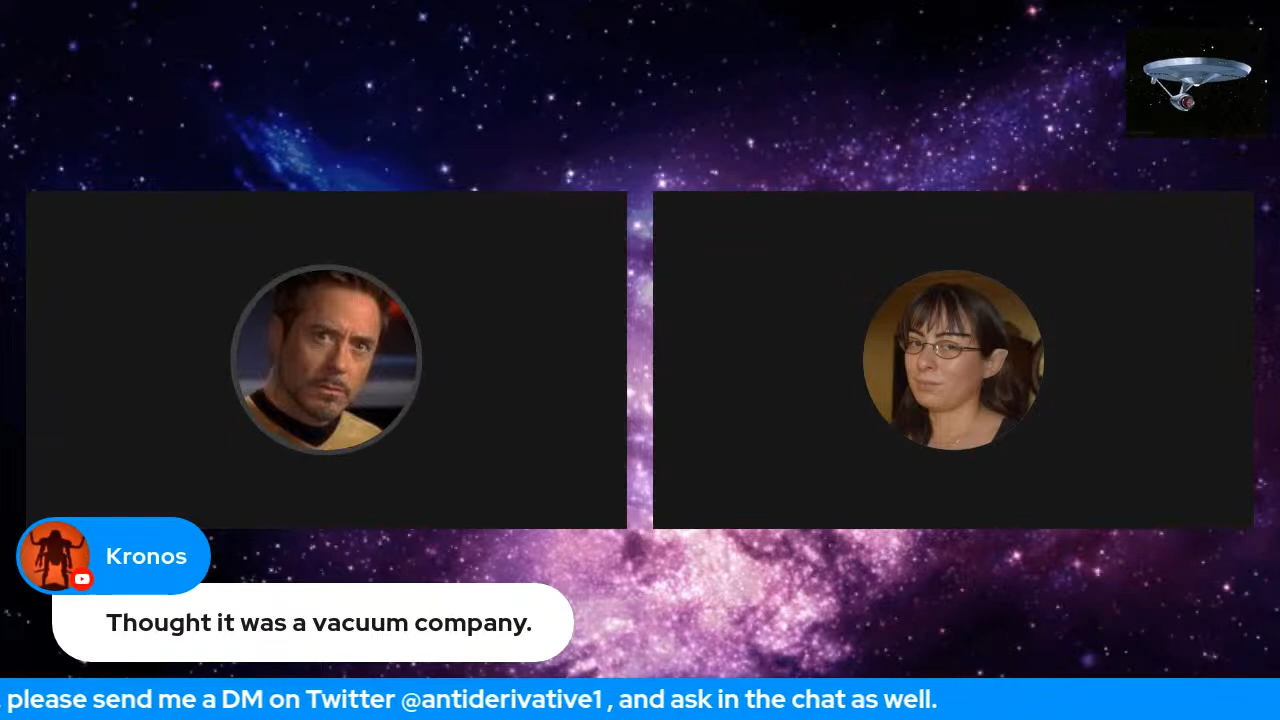 Kronos
Thought it was a vacuum company.
please send me a DM on Twitter @antiderivative1 , and ask in the chat as well.